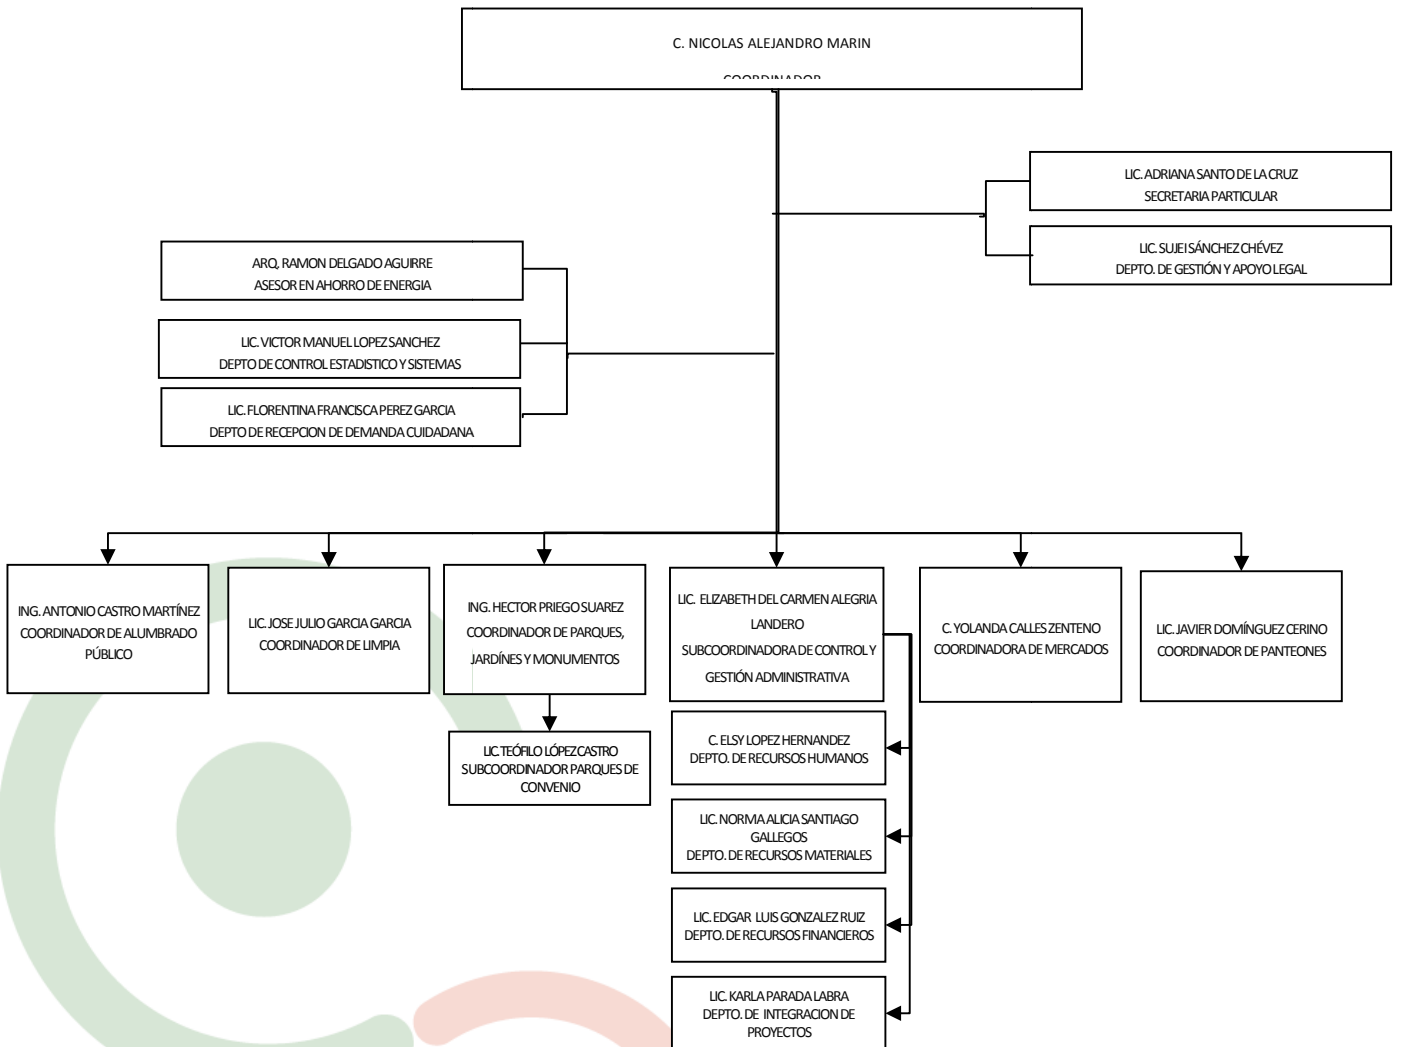 C. NICOLAS ALEJANDRO MARIN
COORDINADOR
LIC. ADRIANA SANTO DE LA CRUZ
SECRETARIA PARTICULAR
LIC. SUJEI SÁNCHEZ CHÉVEZ
DEPTO. DE GESTIÓN Y APOYO LEGAL
ARQ. RAMON DELGADO AGUIRRE
ASESOR EN AHORRO DE ENERGIA
LIC. VICTOR MANUEL LOPEZ SANCHEZ
DEPTO DE CONTROL ESTADISTICO Y SISTEMAS
LIC. FLORENTINA FRANCISCA PEREZ GARCIA
DEPTO DE RECEPCION DE DEMANDA CUIDADANA
ING. ANTONIO CASTRO MARTÍNEZ
COORDINADOR DE ALUMBRADO
PÚBLICO
LIC. JOSE JULIO GARCIA GARCIA
COORDINADOR DE LIMPIA
ING. HECTOR PRIEGO SUAREZ
COORDINADOR DE PARQUES,
JARDÍNES Y MONUMENTOS
LIC. TEÓFILO LÓPEZ CASTRO
SUBCOORDINADOR PARQUES DE
CONVENIO
LIC. ELIZABETH DEL CARMEN ALEGRIA
LANDERO
SUBCOORDINADORA DE CONTROL Y
GESTIÓN ADMINISTRATIVA
C. ELSY LOPEZ HERNANDEZ
DEPTO. DE RECURSOS HUMANOS
LIC. NORMA ALICIA SANTIAGO
GALLEGOS
DEPTO. DE RECURSOS MATERIALES
LIC. EDGAR LUIS GONZALEZ RUIZ
DEPTO. DE RECURSOS FINANCIEROS
LIC. KARLA PARADA LABRA
DEPTO. DE INTEGRACION DE
PROYECTOS
C. YOLANDA CALLES ZENTENO
COORDINADORA DE MERCADOS
LIC. JAVIER DOMÍNGUEZ CERINO
COORDINADOR DE PANTEONES